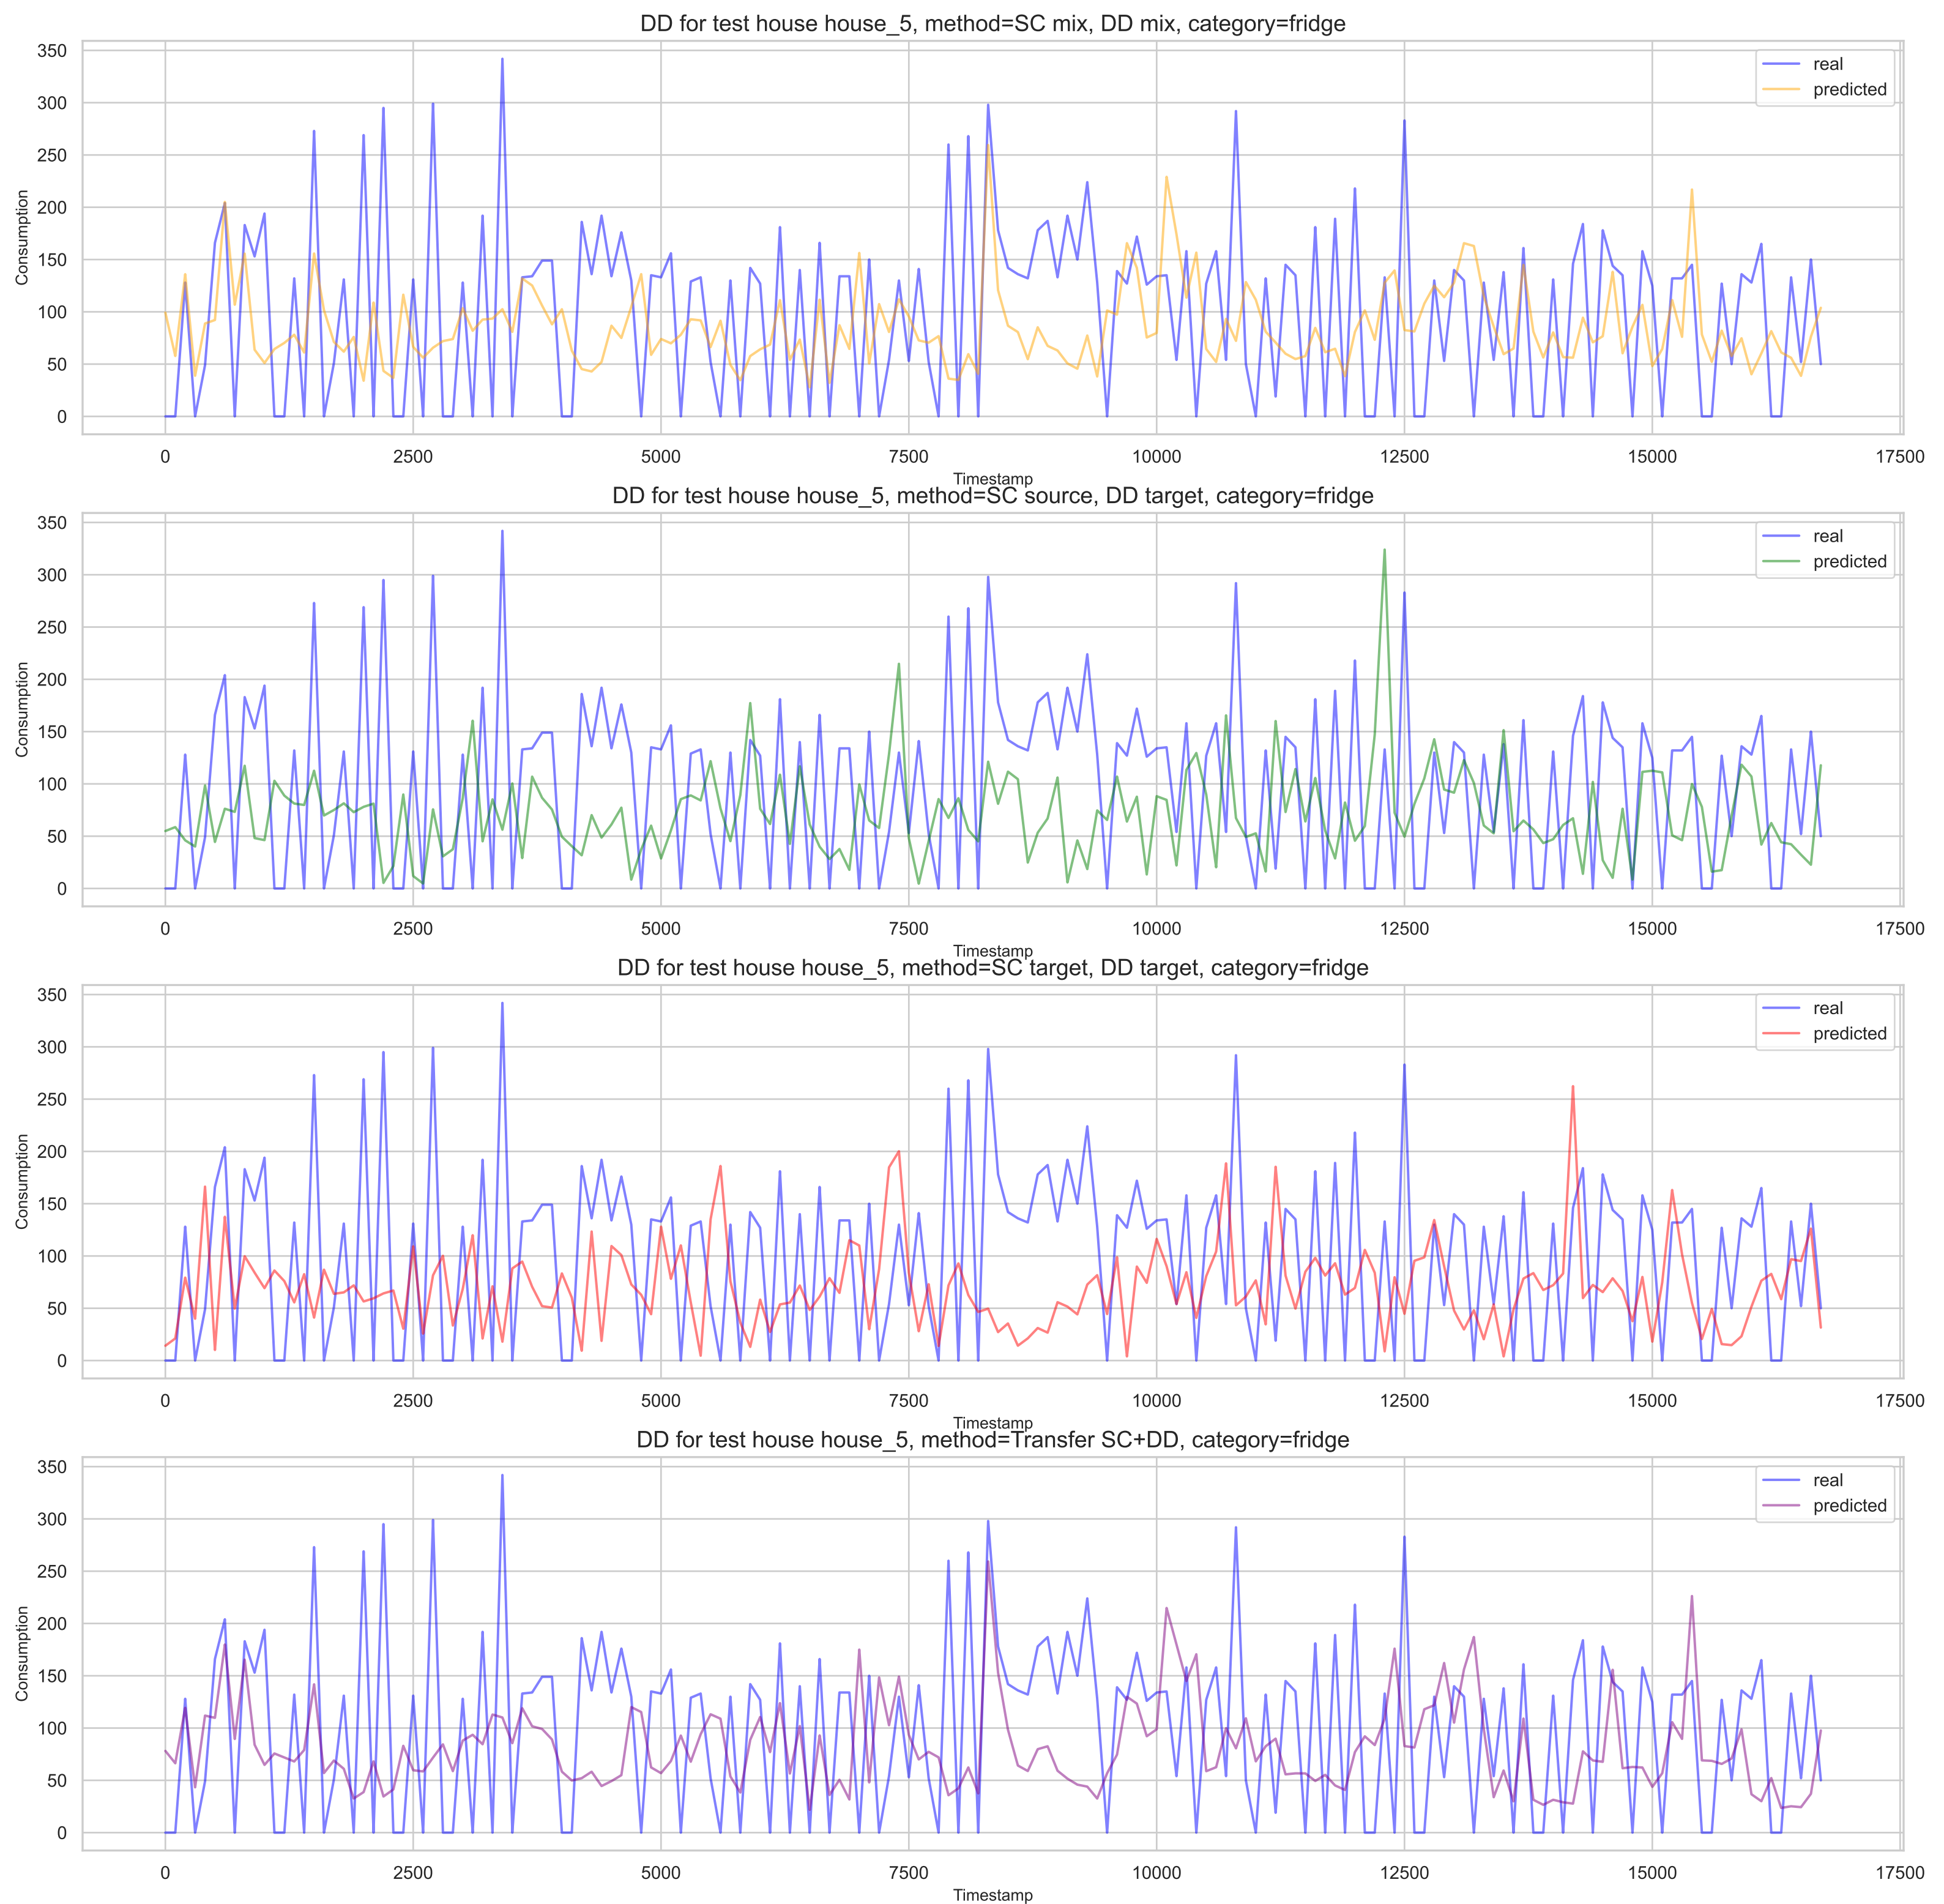 DD for test house house_5, method=SC mix, DD mix, category=fridge
350
300
250
200
150
100
50
0
Consumption
real
predicted
0 2500 5000 7500 10000 12500 15000 17500
Timestamp
DD for test house house_5, method=SC source, DD target, category=fridge
350
300
250
200
150
100
50
0
Consumption
real
predicted
0 2500 5000 7500 10000 12500 15000 17500
Timestamp
DD for test house house_5, method=SC target, DD target, category=fridge
350
300
250
200
150
100
50
0
Consumption
real
predicted
0 2500 5000 7500 10000 12500 15000 17500
Timestamp
DD for test house house_5, method=Transfer SC+DD, category=fridge
350
300
250
200
150
100
50
0
Consumption
real
predicted
0 2500 5000 7500 10000 12500 15000 17500
Timestamp